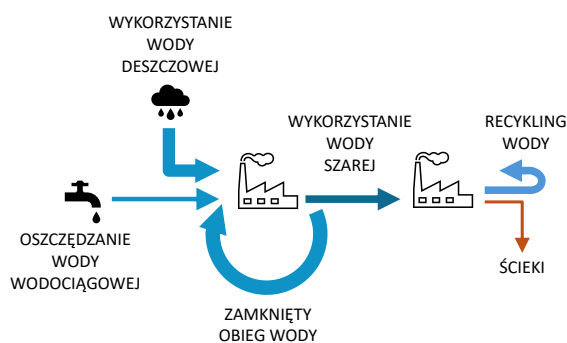 WYKORZYSTANIE
WODY
DESZCZOWEJ
WYKORZYSTANIE
WODY
SZAREJ
RECYKLING
WODY
OSZCZĘDZANIE
WODY
WODOCIĄGOWEJ
ŚCIEKI
ZAMKNIĘTY
OBIEG WODY